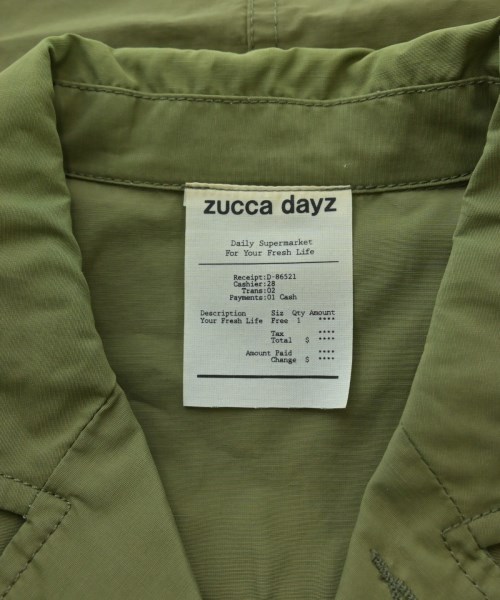 zucca dayz
Daily Supermarket
For Your Fresh Life
Receipt:D-86521
Cashier:28
Trans:02
Payments:01 Cash
Description Siz Qty Amount
Your Fresh Life Free 1 ****
Tax ****
Total $ ****
Amount Paid ****
Change $ ****